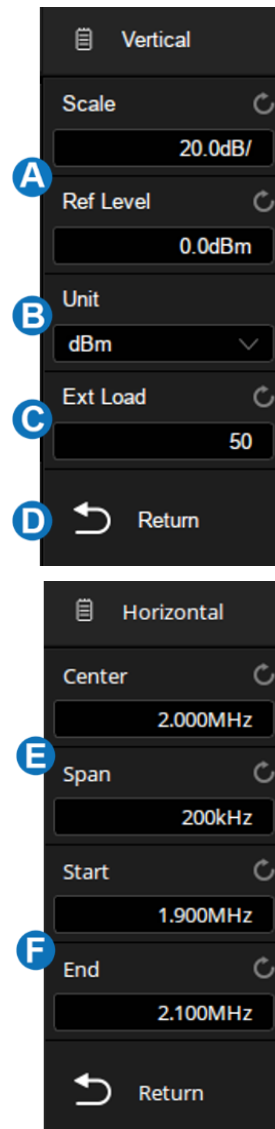 Vertical
Scale
20.0dB/
A
Ref Level
0.0dBm
Unit
B
dBm
Ext Load
C
50
D
Return
Horizontal
Center
2.000MHz
E
Span
200kHz
Start
1.900MHz
F
End
2.100MHz
Return